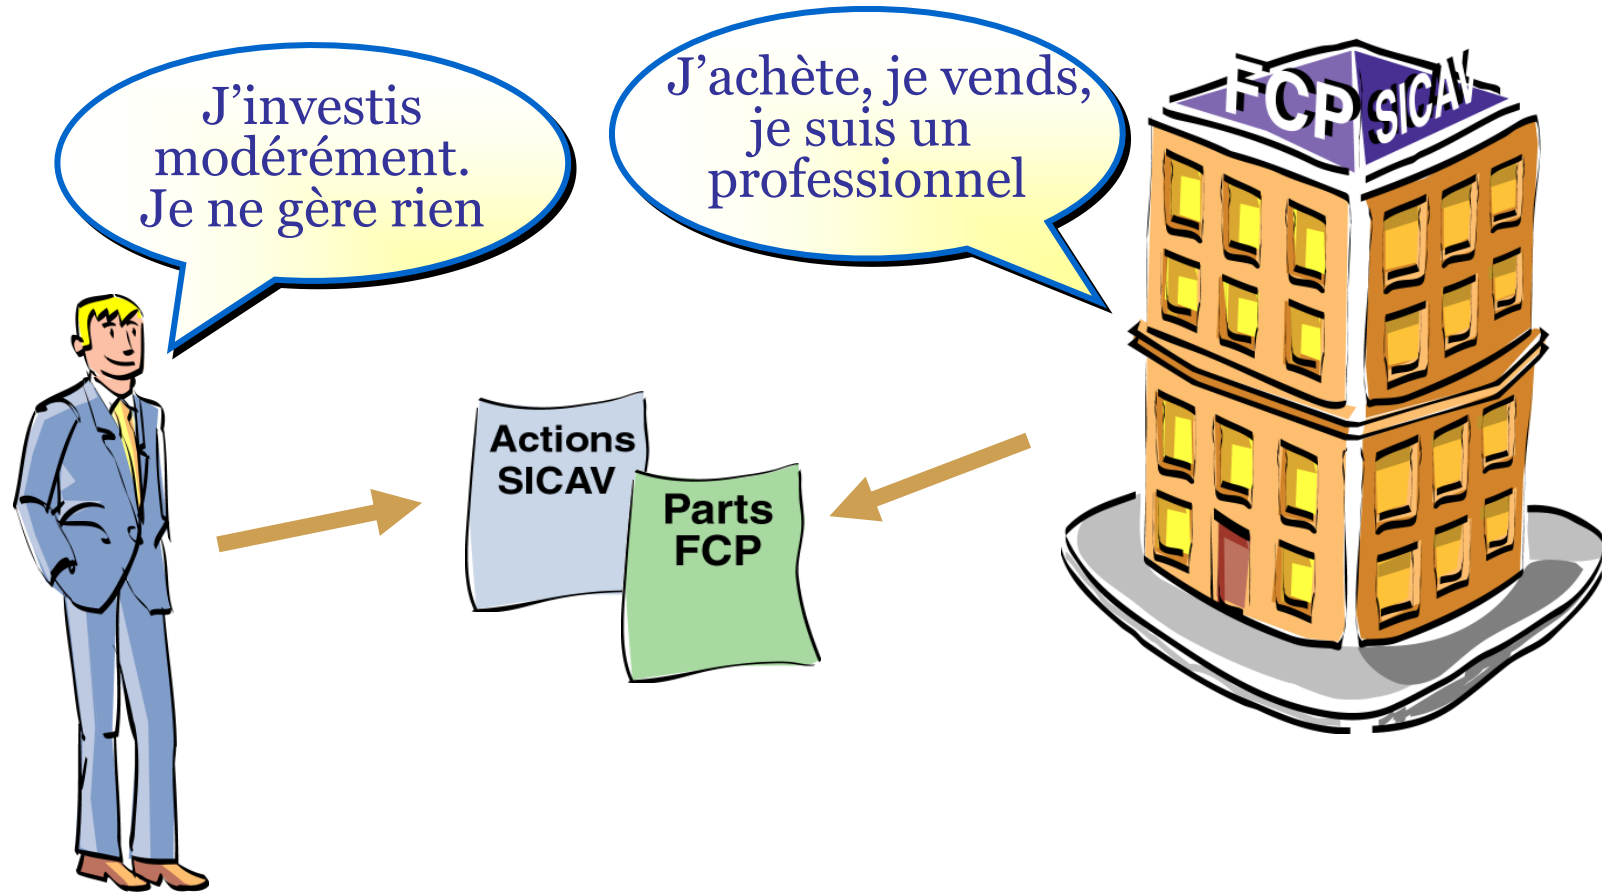 J’investis
modérément.
Je ne gère rien
J’achète, je vends,
je suis un
professionnel
FCP SICAV
Actions
SICAV
Parts
FCP